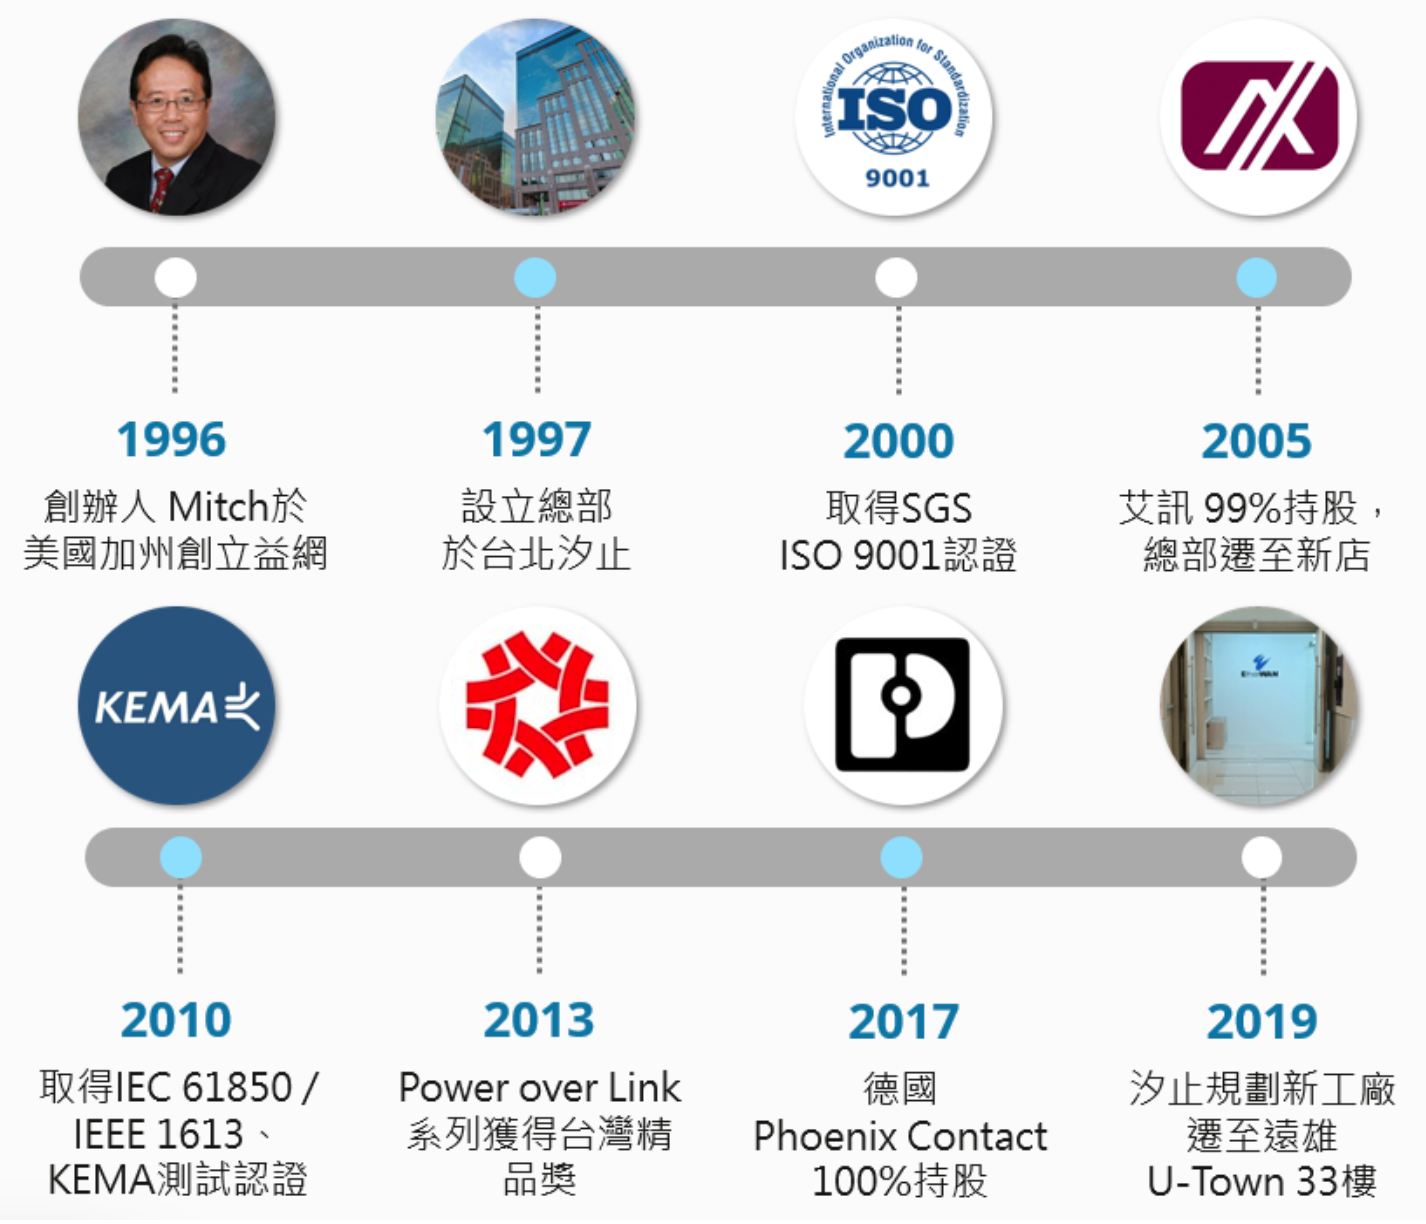 International Organization for Standardization
ISO
9001
1996
創辦人 Mitch於
美國加州創立益網
1997
設立總部
於台北汐止
2000
取得SGS
ISO 9001認證
2005
艾訊 99%持股，
總部遷至新店
KEMA
EtherWAN
2010
取得IEC 61850 /
IEEE 1613、
KEMA測試認證
2013
Power over Link
系列獲得台灣精
品獎
2017
德國
Phoenix Contact
100%持股
2019
汐止規劃新工廠
遷至遠雄
U-Town 33樓